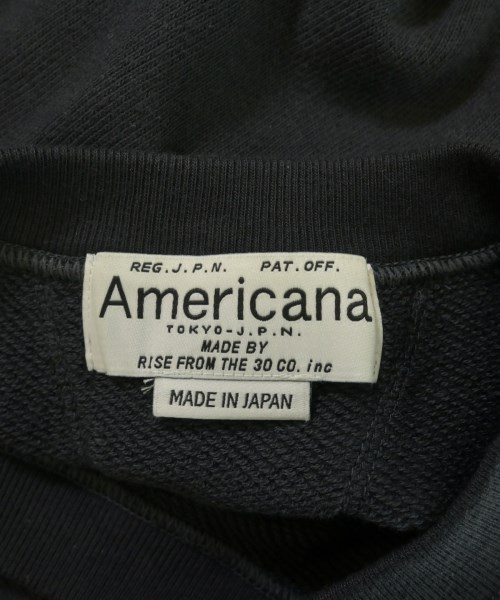 REG.J.P.N. PAT.OFF.
Americana
TOKYO-J.P.N.
MADE BY
RISE FROM THE 30 CO. inc
MADE IN JAPAN